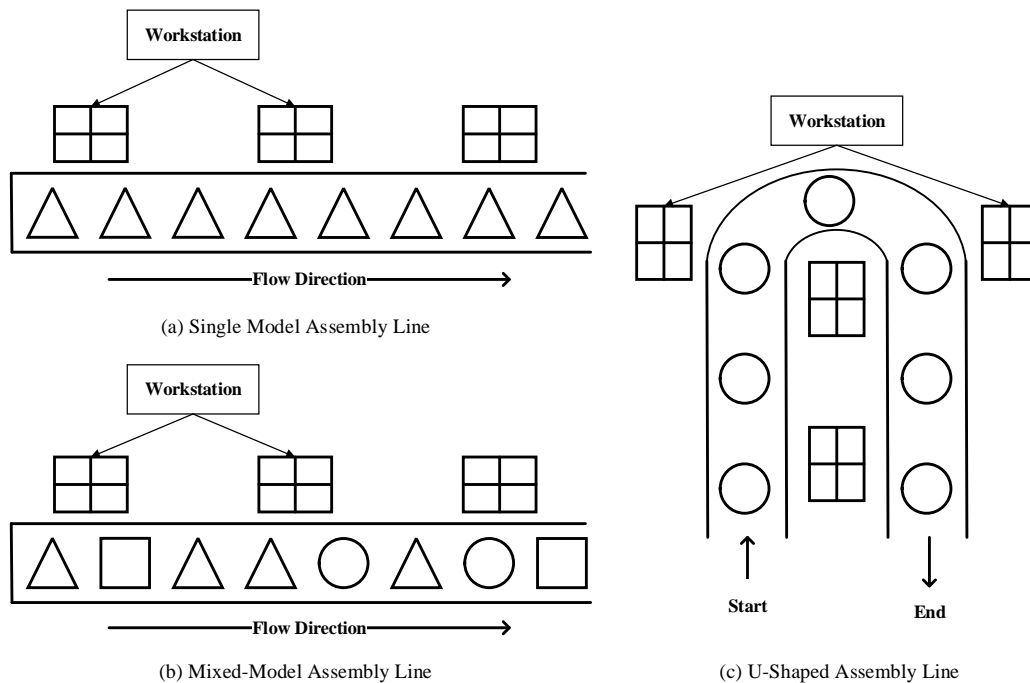 Workstation
Flow Direction
(a) Single Model Assembly Line
Workstation
Flow Direction
(b) Mixed-Model Assembly Line
Workstation
Start
End
(c) U-Shaped Assembly Line